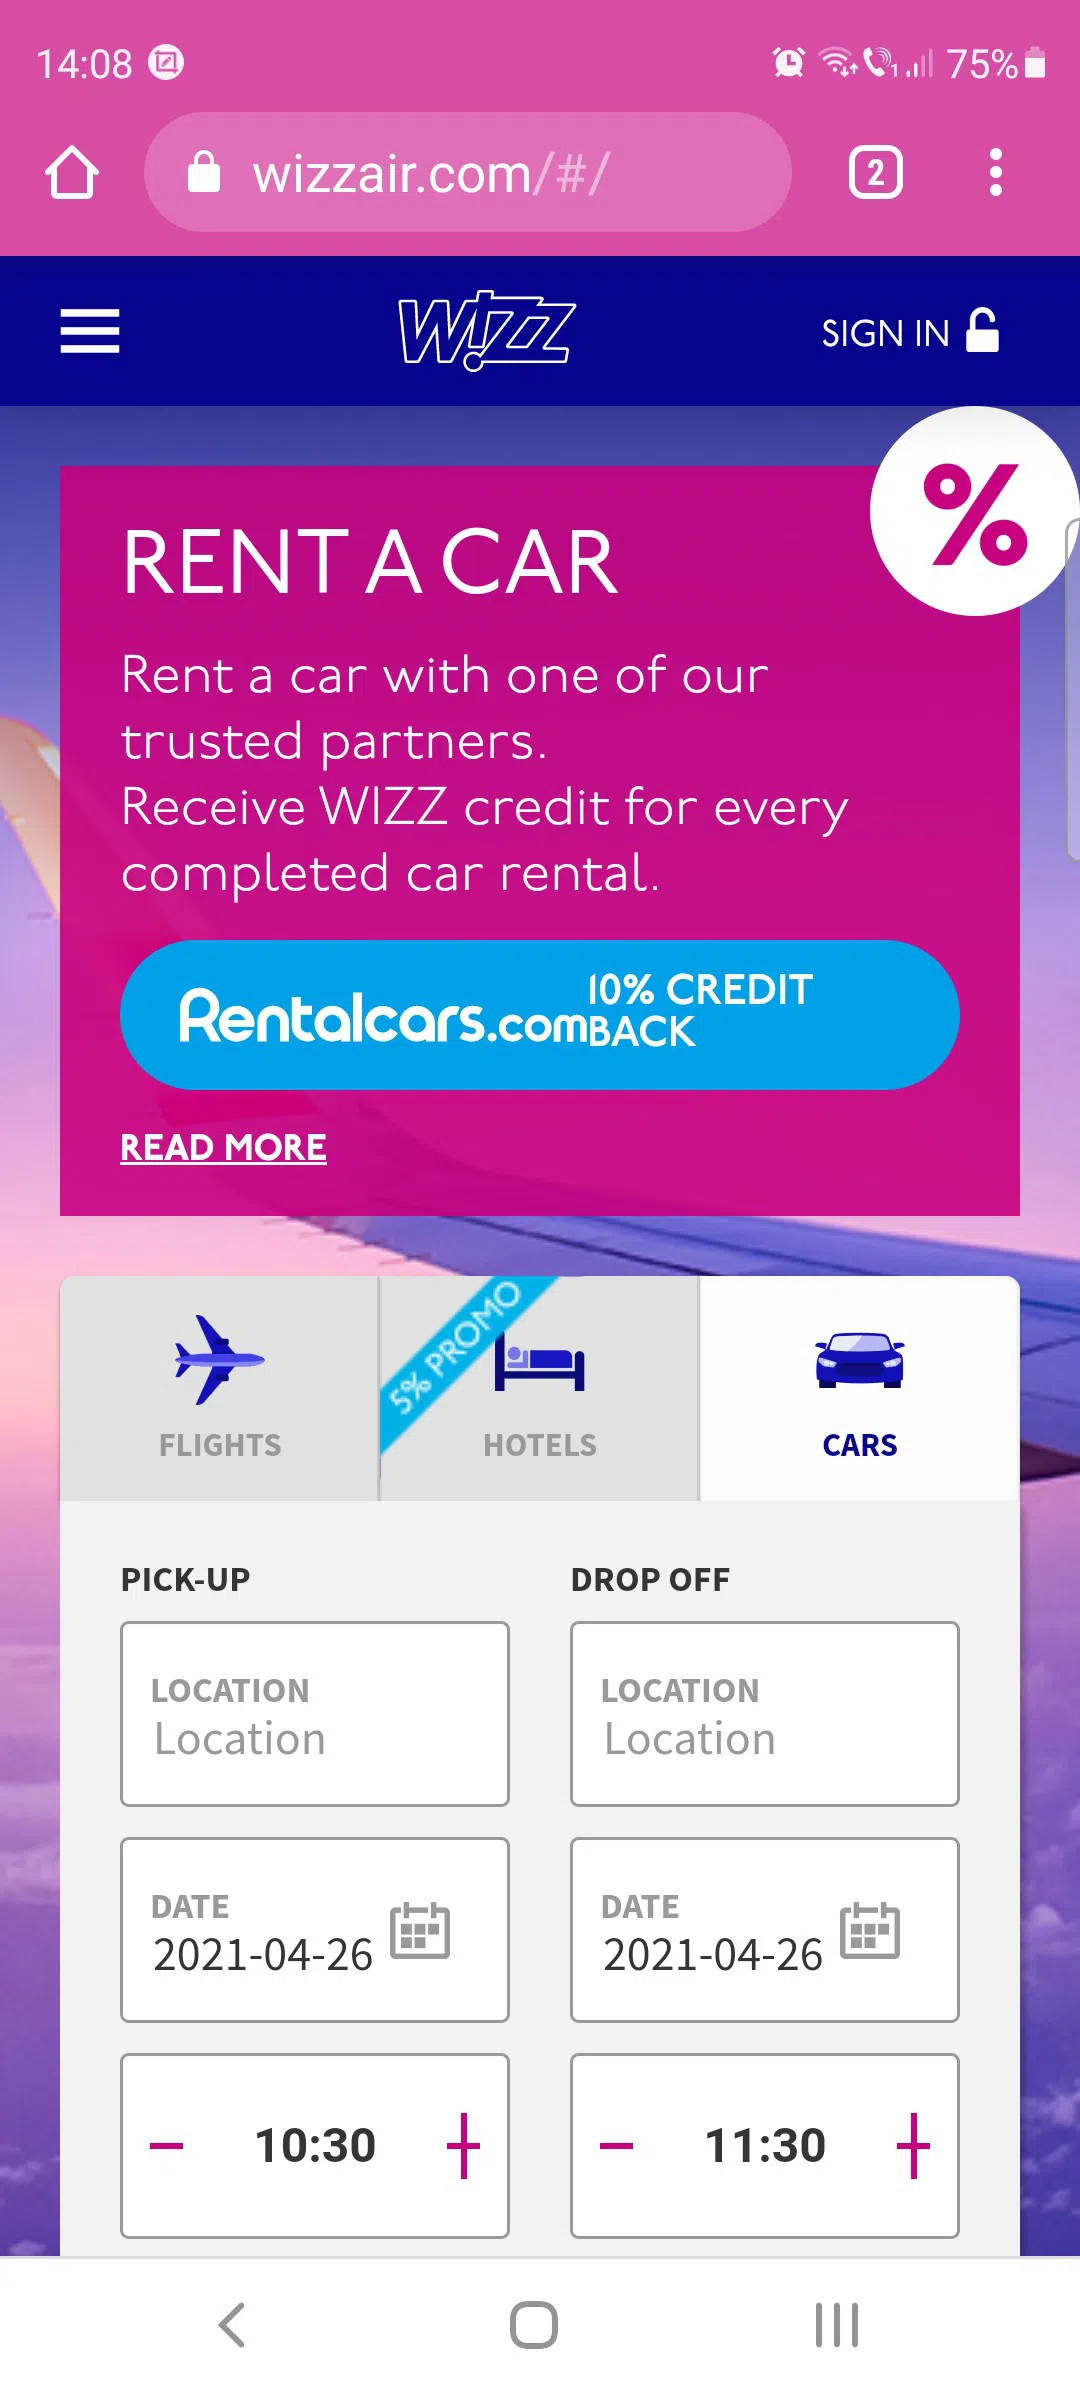 14:08
1
75%
wizzair.com/#/
2
WIZZ
SIGN IN
%
RENT A CAR
Rent a car with one of our
trusted partners.
Receive WIZZ credit for every
completed car rental.
Rentalcars.com
10% CREDIT
BACK
READ MORE
5% PROMO
FLIGHTS
HOTELS
CARS
PICK-UP
DROP OFF
LOCATION
Location
LOCATION
Location
DATE
2021-04-26
DATE
2021-04-26
10:30
11:30